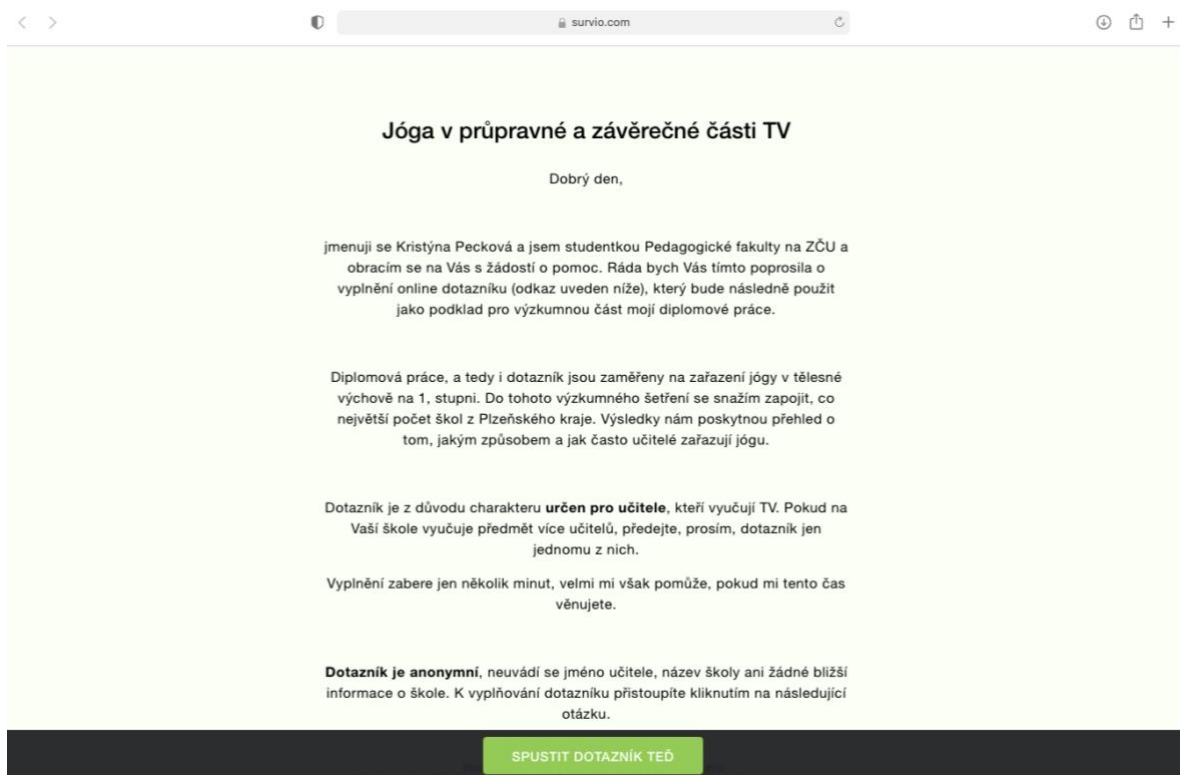 survio.com
Jóga v průpravné a závěrečné části TV
Dobrý den,
jmenuji se Kristýna Pecková a jsem studentkou Pedagogické fakulty na ZČU a
obracím se na Vás s žádostí o pomoc. Ráda bych Vás tímto poprosila o
vyplnění online dotazníku (odkaz uveden níže), který bude následně použit
jako podklad pro výzkumnou část mojí diplomové práce.
Diplomová práce, a tedy i dotazník jsou zaměřeny na zařazení jógy v tělesné
výchově na 1, stupni. Do tohoto výzkumného šetření se snažím zapojit, co
největší počet škol z Plzeňského kraje. Výsledky nám poskytnou přehled o
tom, jakým způsobem a jak často učitelé zařazují jógu.
Dotazník je z důvodu charakteru určen pro učitele, kteří vyučují TV. Pokud na
Vaší škole vyučuje předmět více učitelů, předejte, prosím, dotazník jen
jednomu z nich.
Vyplnění zabere jen několik minut, velmi mi však pomůže, pokud mi tento čas
věnujete.
Dotazník je anonymní, neuvádí se jméno učitele, název školy ani žádné bližší
informace o škole. K vyplňování dotazníku přistoupíte kliknutím na následující
otázku.
SPUSTIT DOTAZNÍK TEĎ